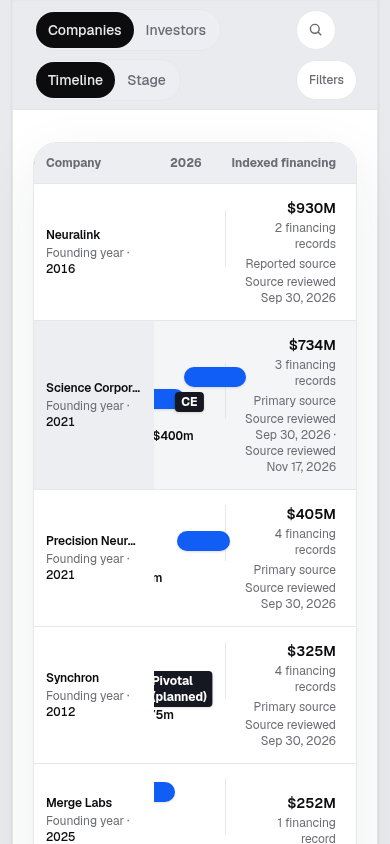 Companies Investors
Timeline Stage
Filters
Company 2026 Indexed financing
Neuralink
Founding year ·
2016
$930M
2 financing
records
Reported source
Source reviewed
Sep 30, 2026
Science Corpor...
Founding year ·
2021
CE
$400m
$734M
3 financing
records
Primary source
Source reviewed
Sep 30, 2026 ·
Source reviewed
Nov 17, 2026
Precision Neur...
Founding year ·
2021
m
$405M
4 financing
records
Primary source
Source reviewed
Sep 30, 2026
Synchron
Founding year ·
2012
Pivotal
(planned)
75m
$325M
4 financing
records
Primary source
Source reviewed
Sep 30, 2026
Merge Labs
Founding year ·
2025
$252M
1 financing
record